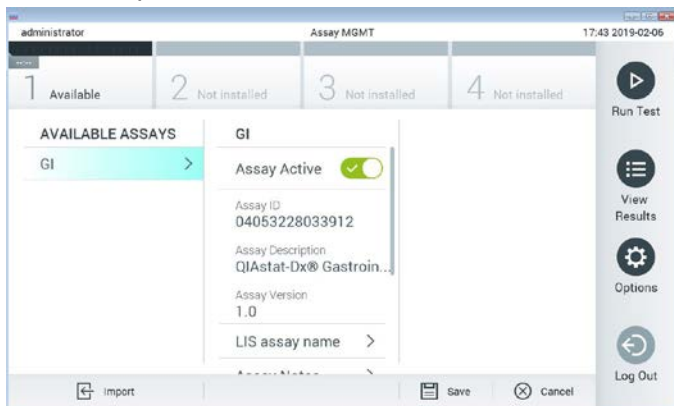 administrator Assay MGMT 17:43 2019-02-06
1 Available 2 Not installed 3 Not installed 4 Not installed
Run Test
AVAILABLE ASSAYS GI
GI > Assay Active
View
Results
Assay ID
04053228033912
Assay Description
QIAstat-Dx® Gastroin...
Options
Assay Version
1.0
LIS assay name >
Assay Notes >
Log Out
Import Save Cancel